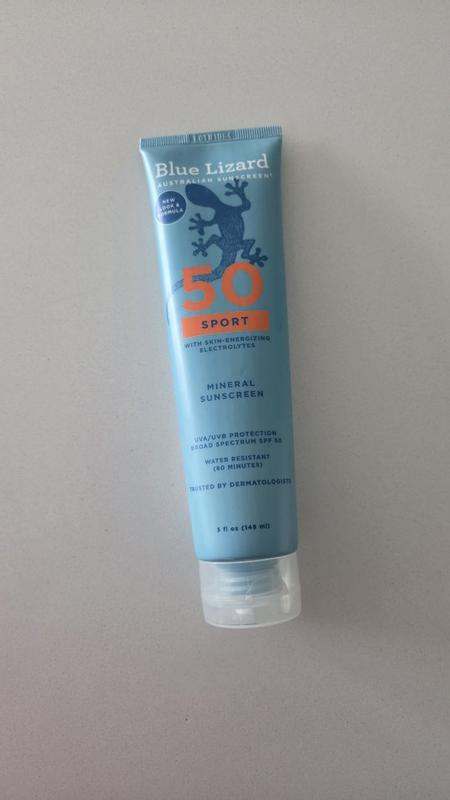 Blue Lizard
AUSTRALIAN SUNSCREEN
NEW
LOOK &
FORMULA
50
SPORT
WITH SKIN-ENERGIZING
ELECTROLYTES
MINERAL
SUNSCREEN
UVA/UVB PROTECTION
BROAD SPECTRUM SPF 50
WATER RESISTANT
(80 MINUTES)
TRUSTED BY DERMATOLOGISTS
5 fl oz (148 ml)